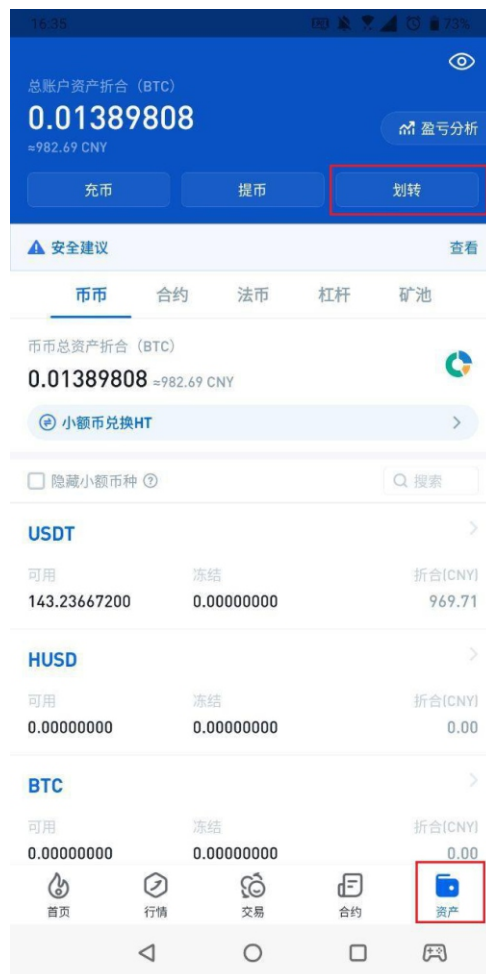 16:35
73%
总账户资产折合（BTC）
0.01389808
≈982.69 CNY
盈亏分析
充币 提币 划转
安全建议 查看
币币 合约 法币 杠杆 矿池
币币总资产折合（BTC）
0.01389808 ≈982.69 CNY
小额币兑换HT
隐藏小额币种 搜索
USDT
可用 冻结 折合(CNY)
143.23667200 0.00000000 969.71
HUSD
可用 冻结 折合(CNY)
0.00000000 0.00000000 0.00
BTC
可用 冻结 折合(CNY)
0.00000000 0.00000000 0.00
首页 行情 交易 合约 资产